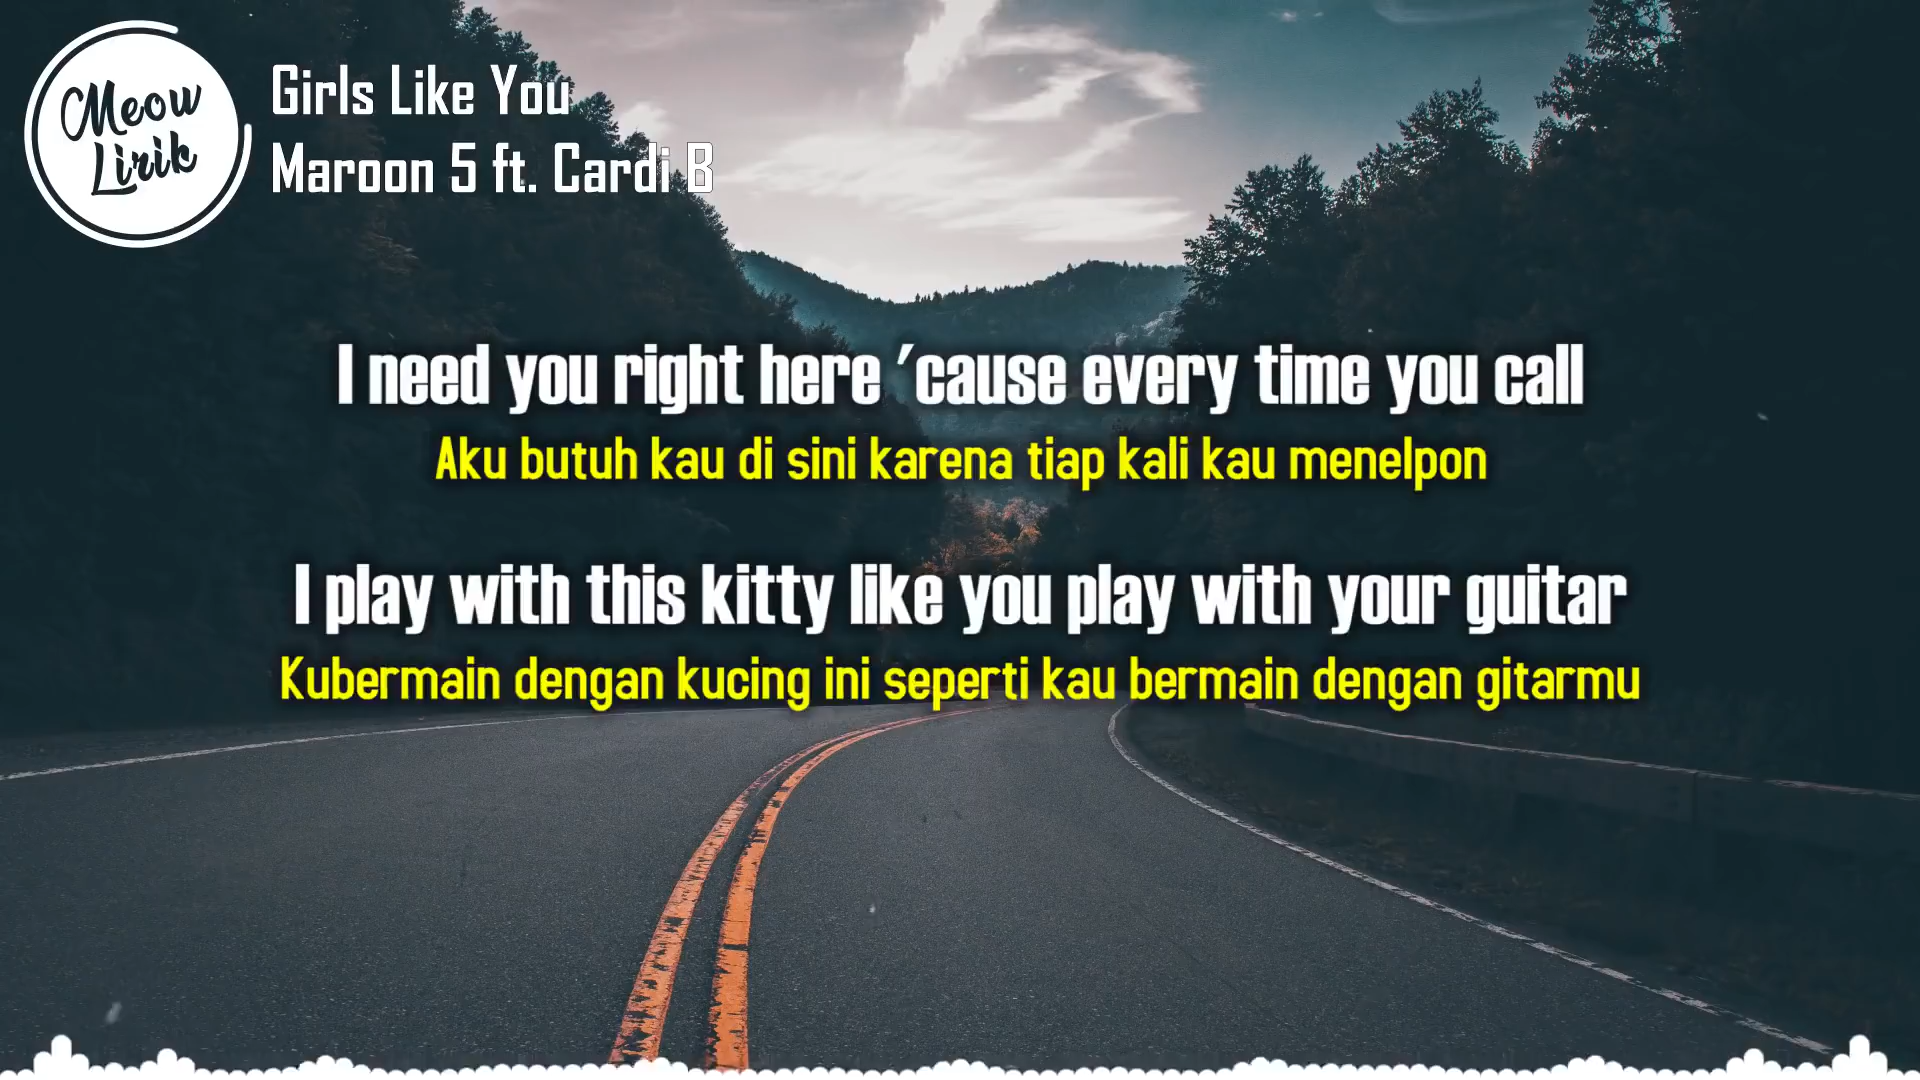 Meow
Lirik
Girls Like You
Maroon 5 ft. Cardi B
I need you right here 'cause every time you call
Aku butuh kau di sini karena tiap kali kau menelpon
I play with this kitty like you play with your guitar
Kubermain dengan kucing ini seperti kau bermain dengan gitarmu